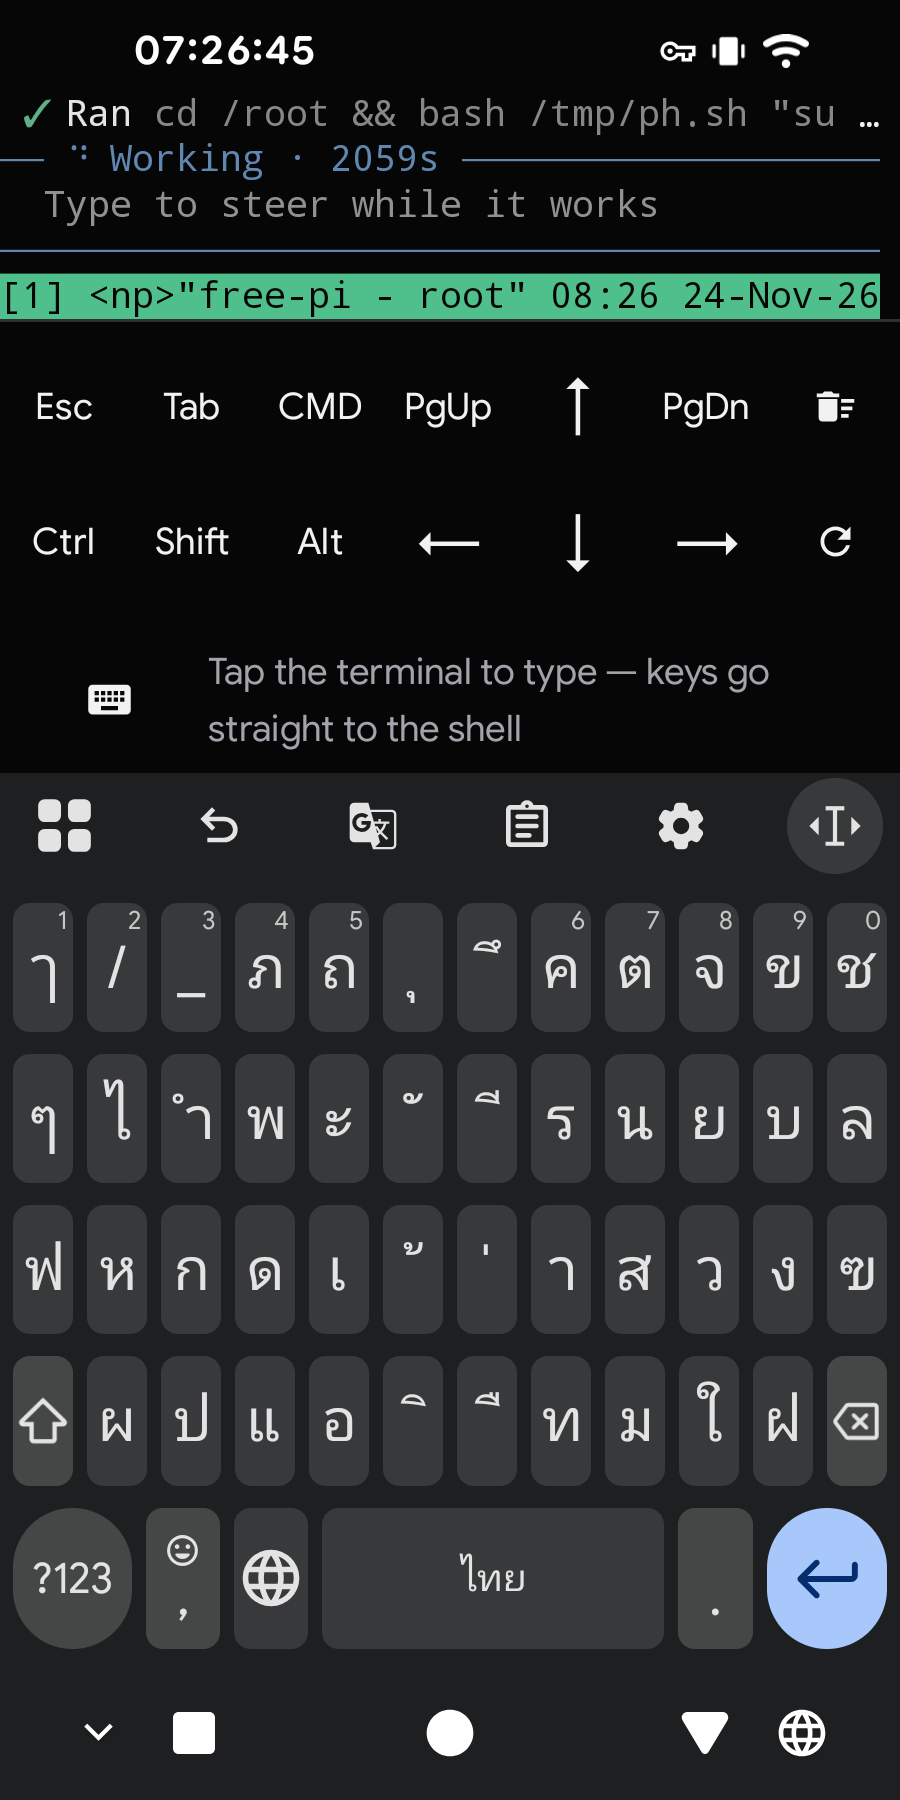 07:26:45
✓ Ran cd /root && bash /tmp/ph.sh "su …
Working · 2059s
Type to steer while it works
[1] <np>"free-pi - root" 08:26 24-Nov-26
Esc Tab CMD PgUp ↑ PgDn
Ctrl Shift Alt ← ↓ →
Tap the terminal to type — keys go
straight to the shell
1 2 3 4 5 6 7 8 9 0
ๅ / _ ภ ถ ุ ึ ค ต จ ข ช
ๆ ไ ำ พ ะ ั ี ร น ย บ ล
ฟ ห ก ด เ ้ ่ า ส ว ง ฃ
ผ ป แ อ ิ ื ท ม ใ ฝ
?123 , ไทย .